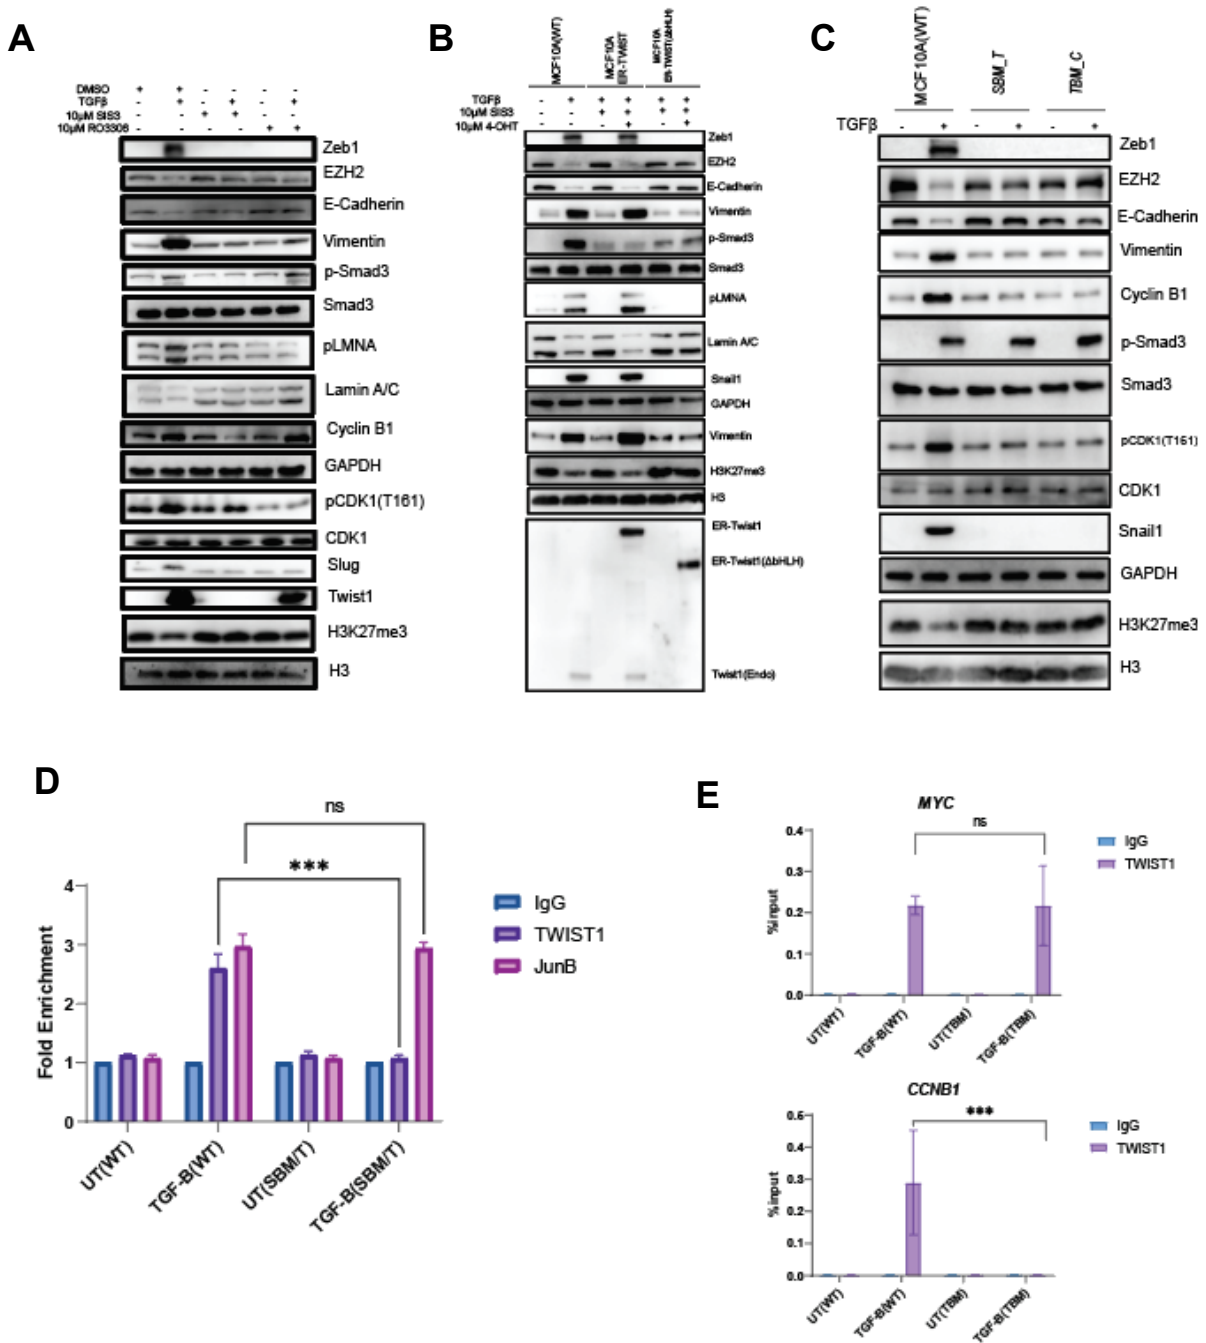 A
DMSO + + - - - -
TGFβ - + - + - +
10µM SIS3 - - + + - -
10µM RO3306 - - - - + +
Zeb1
EZH2
E-Cadherin
Vimentin
p-Smad3
Smad3
pLMNA
Lamin A/C
Cyclin B1
GAPDH
pCDK1(T161)
CDK1
Slug
Twist1
H3K27me3
H3
B
MCF10A(WT)
MCF10A
ER-TWIST
MCF10A
ER-TWIST(ΔbHLH)
TGFβ - + + + + +
10µM SIS3 - - + + + +
10µM 4-OHT - - - + - +
Zeb1
EZH2
E-Cadherin
Vimentin
p-Smad3
Smad3
pLMNA
Lamin A/C
Snail1
GAPDH
Vimentin
H3K27me3
H3
ER-Twist1
ER-Twist1(ΔbHLH)
Twist1(Endo)
C
MCF10A(WT)
SBM_T
TBM_C
TGFβ - + - + - +
Zeb1
EZH2
E-Cadherin
Vimentin
Cyclin B1
p-Smad3
Smad3
pCDK1(T161)
CDK1
Snail1
GAPDH
H3K27me3
H3
D
ns
***
4
3
2
1
0
Fold Enrichment
UT(WT)
TGF-B(WT)
UT(SBM/T)
TGF-B(SBM/T)
IgG
TWIST1
JunB
E
MYC
ns
0.4
0.3
0.2
0.1
0.0
%input
UT(WT)
TGF-B(WT)
UT(TBM)
TGF-B(TBM)
IgG
TWIST1
CCNB1
***
0.5
0.4
0.3
0.2
0.1
0.0
%input
UT(WT)
TGF-B(WT)
UT(TBM)
TGF-B(TBM)
IgG
TWIST1